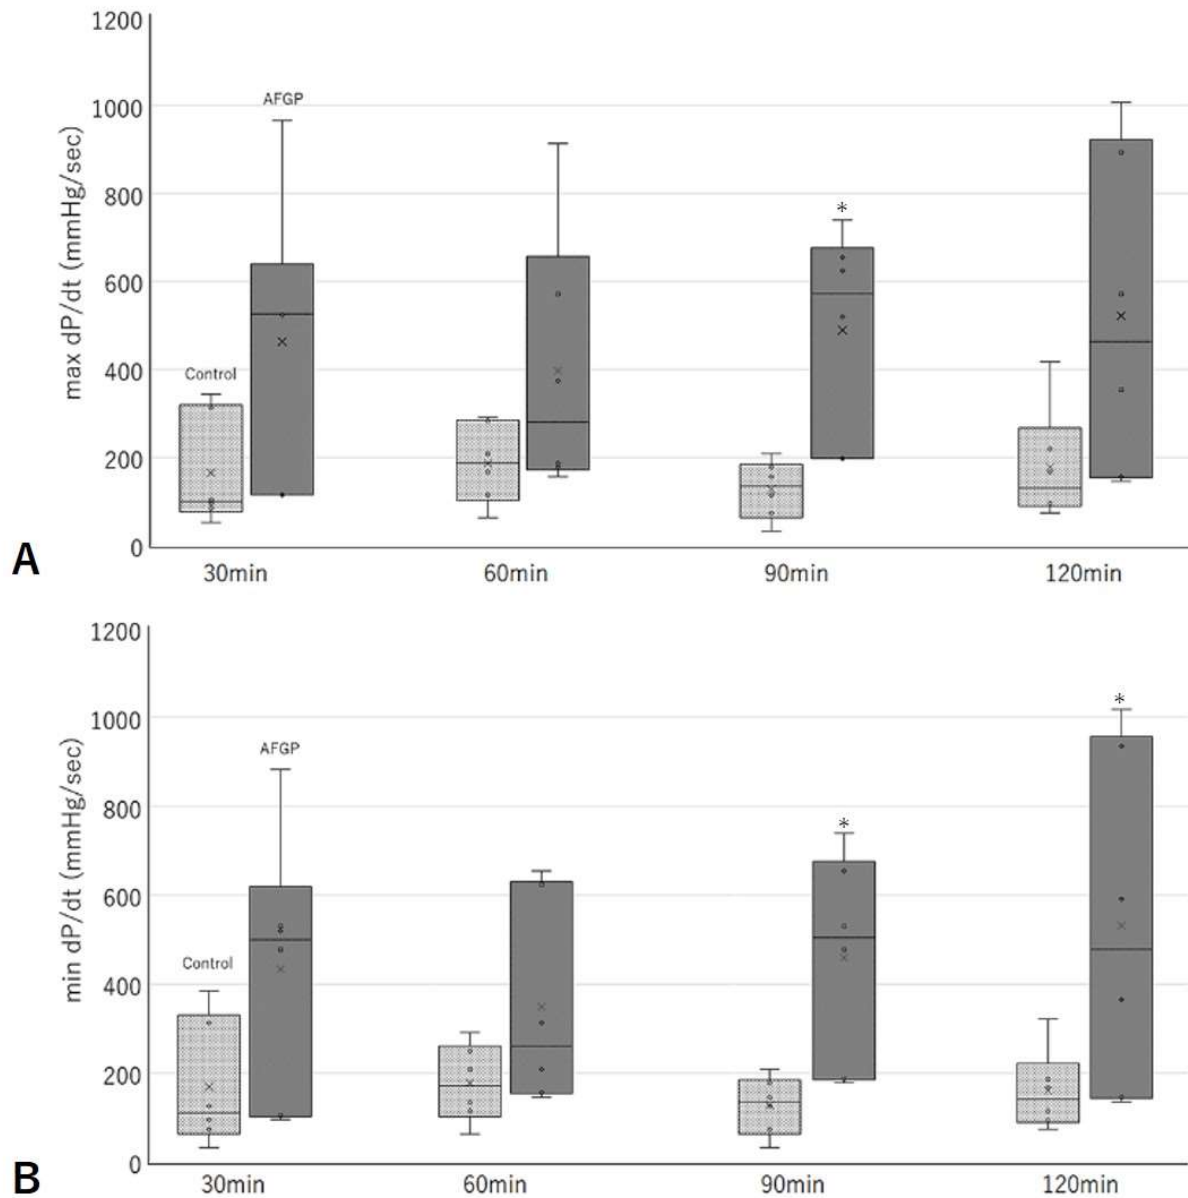 1200
1000
800
600
400
200
0
max dP/dt (mmHg/sec)
AFGP
Control
*
30min 60min 90min 120min
A
1200
1000
800
600
400
200
0
min dP/dt (mmHg/sec)
*
AFGP
*
Control
30min 60min 90min 120min
B